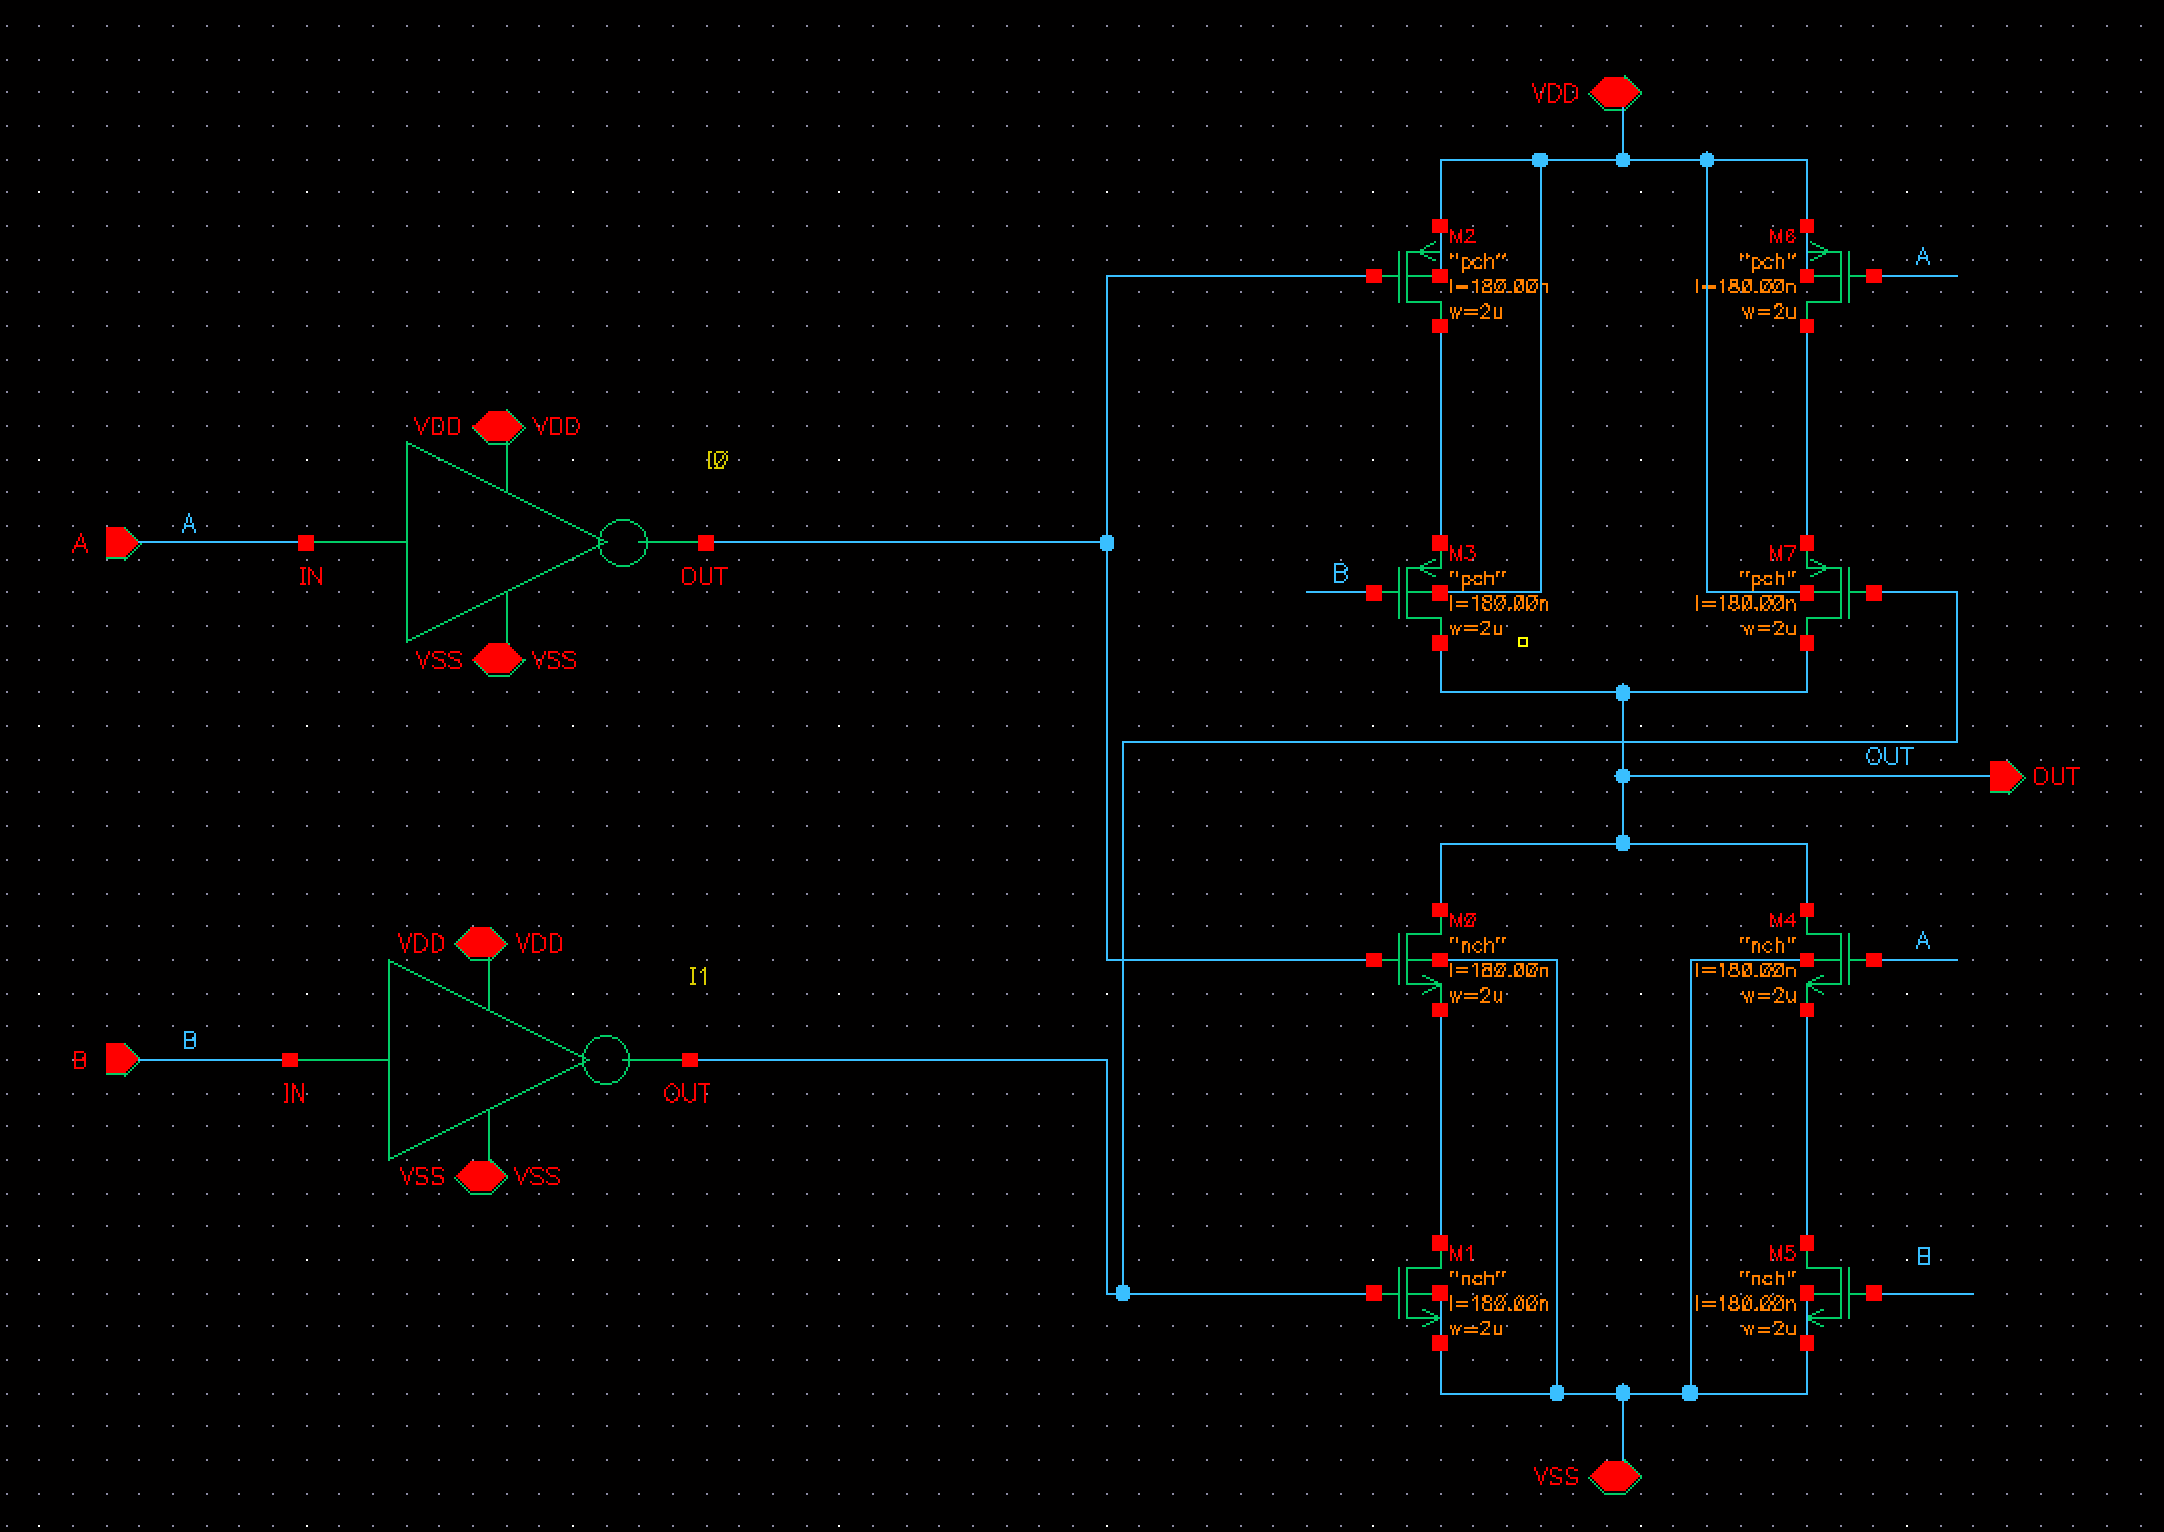 VDD
M2
"pch"
l=180.00n
w=2u
M6
"pch"
l=180.00n
w=2u
A
VDD VDD
I0
A
A
IN
OUT
VSS VSS
B
M3
"pch"
l=180.00n
w=2u
M7
"pch"
l=180.00n
w=2u
OUT
OUT
VDD VDD
I1
B
B
IN
OUT
VSS VSS
M0
"nch"
l=180.00n
w=2u
M4
"nch"
l=180.00n
w=2u
A
M1
"nch"
l=180.00n
w=2u
M5
"nch"
l=180.00n
w=2u
B
VSS